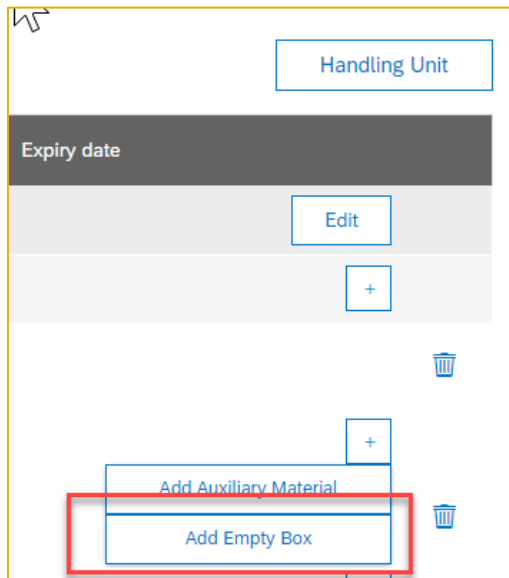 Handling Unit
Expiry date
Edit
+
+
Add Auxiliary Material
Add Empty Box